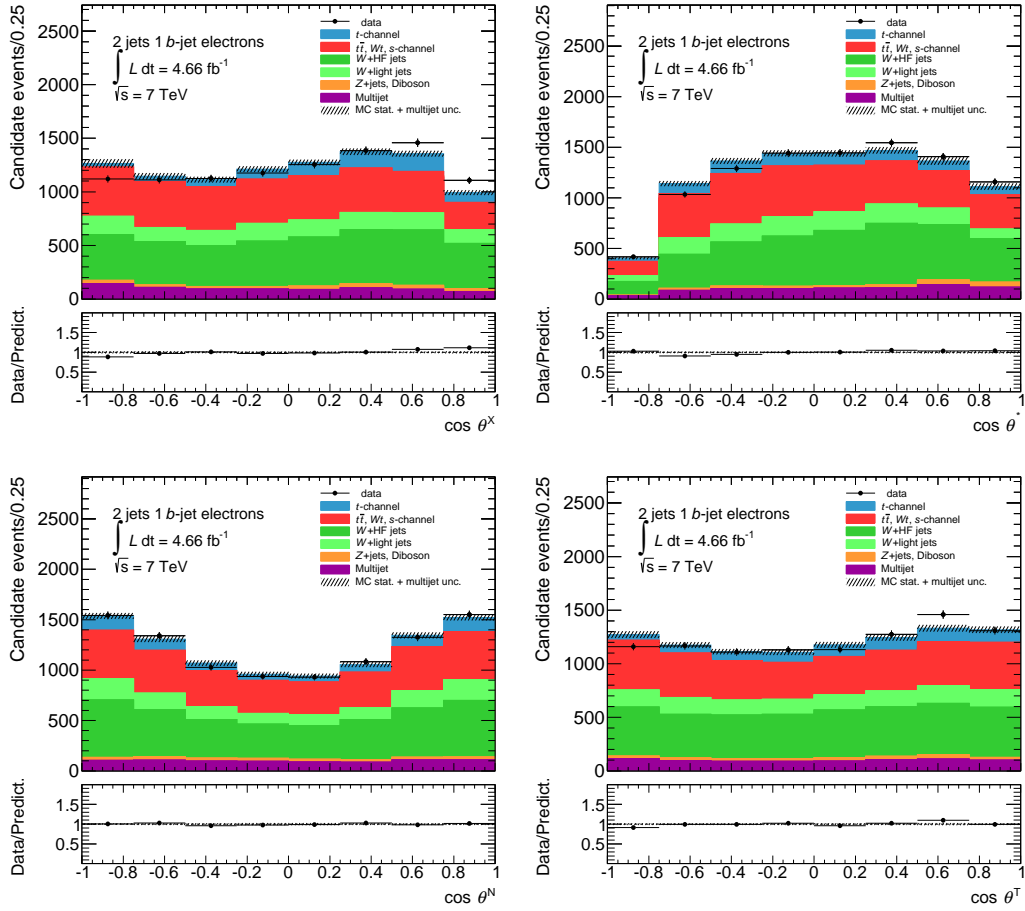 Candidate events/0.25
2500
2000
1500
1000
500
0
2 jets 1 b-jet electrons
∫ L dt = 4.66 fb⁻¹
√s = 7 TeV
data
t-channel
tt̄, Wt, s-channel
W+HF jets
W+light jets
Z+jets, Diboson
Multijet
MC stat. + multijet unc.
Data/Predict.
1.5
1
0.5
-1 -0.8 -0.6 -0.4 -0.2 0 0.2 0.4 0.6 0.8 1
cos θˣ
Candidate events/0.25
2500
2000
1500
1000
500
0
2 jets 1 b-jet electrons
∫ L dt = 4.66 fb⁻¹
√s = 7 TeV
data
t-channel
tt̄, Wt, s-channel
W+HF jets
W+light jets
Z+jets, Diboson
Multijet
MC stat. + multijet unc.
Data/Predict.
1.5
1
0.5
-1 -0.8 -0.6 -0.4 -0.2 0 0.2 0.4 0.6 0.8 1
cos θ*
Candidate events/0.25
2500
2000
1500
1000
500
0
2 jets 1 b-jet electrons
∫ L dt = 4.66 fb⁻¹
√s = 7 TeV
data
t-channel
tt̄, Wt, s-channel
W+HF jets
W+light jets
Z+jets, Diboson
Multijet
MC stat. + multijet unc.
Data/Predict.
1.5
1
0.5
-1 -0.8 -0.6 -0.4 -0.2 0 0.2 0.4 0.6 0.8 1
cos θᴺ
Candidate events/0.25
2500
2000
1500
1000
500
0
2 jets 1 b-jet electrons
∫ L dt = 4.66 fb⁻¹
√s = 7 TeV
data
t-channel
tt̄, Wt, s-channel
W+HF jets
W+light jets
Z+jets, Diboson
Multijet
MC stat. + multijet unc.
Data/Predict.
1.5
1
0.5
-1 -0.8 -0.6 -0.4 -0.2 0 0.2 0.4 0.6 0.8 1
cos θᵀ